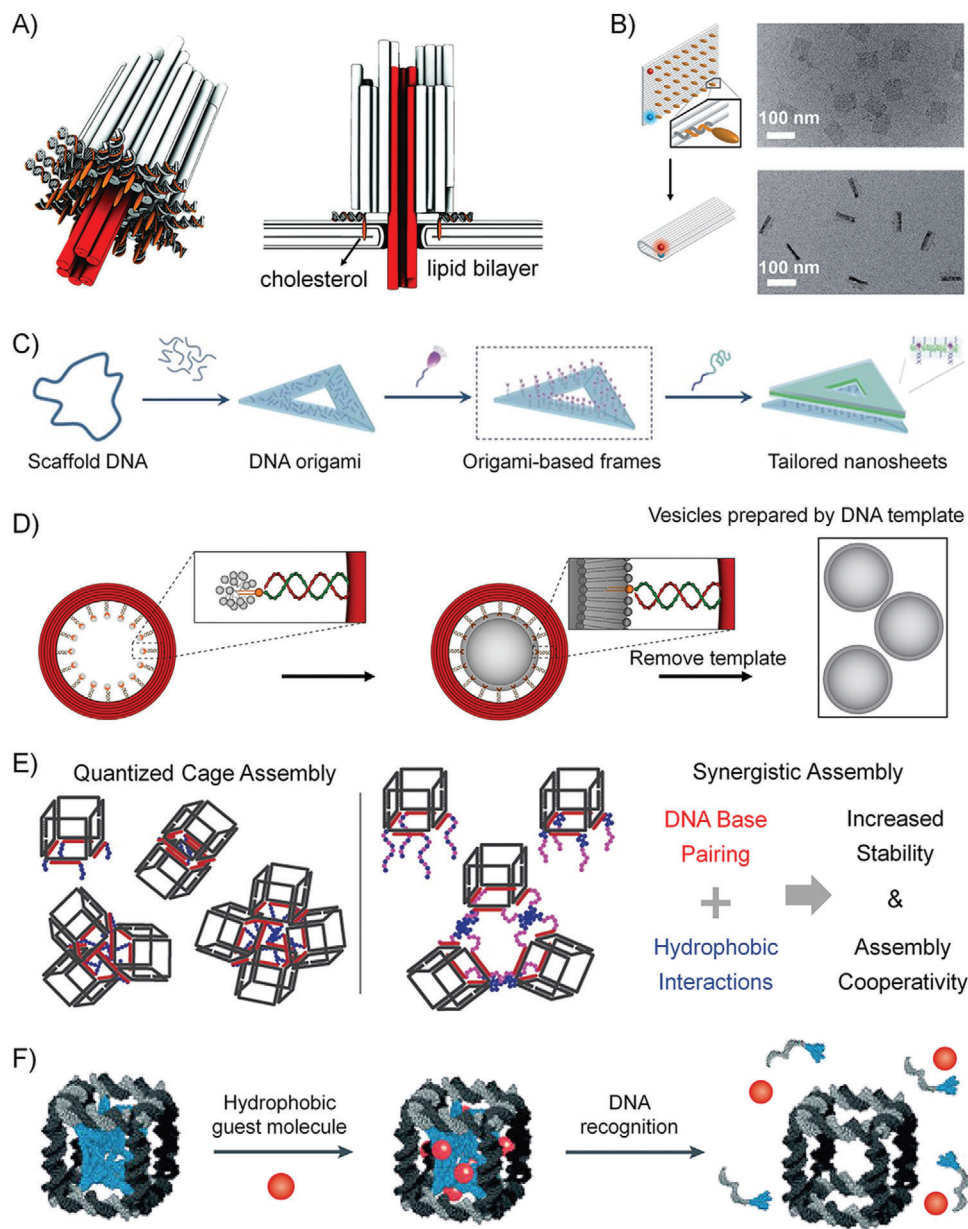 A)
cholesterol
lipid bilayer
B)
100 nm
100 nm
C)
Scaffold DNA
DNA origami
Origami-based frames
Tailored nanosheets
D)
Vesicles prepared by DNA template
Remove template
E)
Quantized Cage Assembly
Synergistic Assembly
DNA Base
Pairing
+
Hydrophobic
Interactions
Increased
Stability
&
Assembly
Cooperativity
F)
Hydrophobic
guest molecule
DNA
recognition